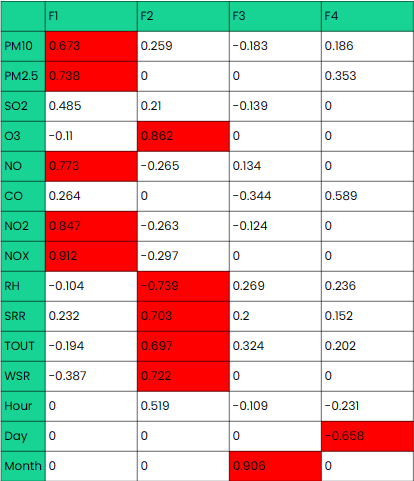 F1 F2 F3 F4
PM10 0.673 0.259 -0.183 0.186
PM2.5 0.738 0 0 0.353
SO2 0.485 0.21 -0.139 0
O3 -0.11 0.862 0 0
NO 0.773 -0.265 0.134 0
CO 0.264 0 -0.344 0.589
NO2 0.847 -0.263 -0.124 0
NOX 0.912 -0.297 0 0
RH -0.104 -0.739 0.269 0.236
SRR 0.232 0.703 0.2 0.152
TOUT -0.194 0.697 0.324 0.202
WSR -0.387 0.722 0 0
Hour 0 0.519 -0.109 -0.231
Day 0 0 0 -0.658
Month 0 0 0.906 0